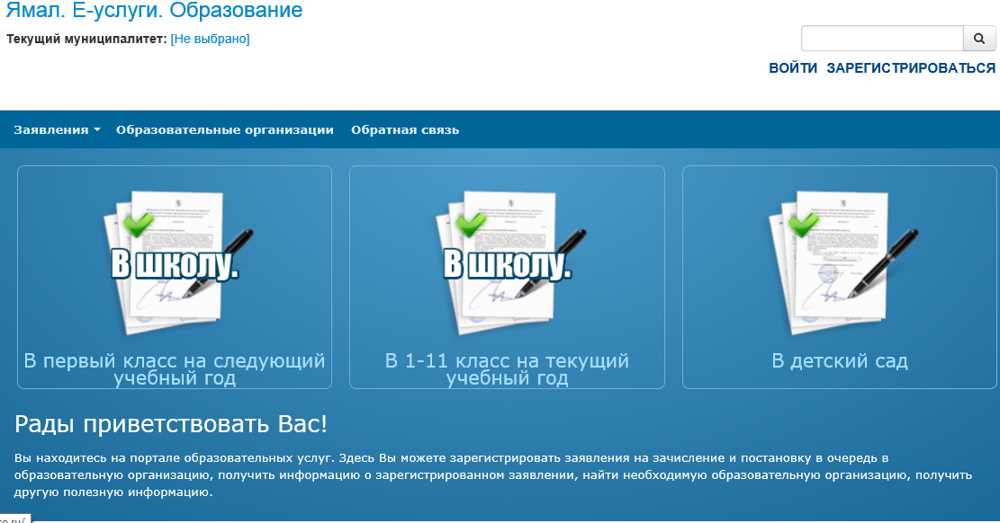 Ямал. Е-услуги. Образование
Текущий муниципалитет: [Не выбрано]
ВОЙТИ ЗАРЕГИСТРИРОВАТЬСЯ
Заявления Образовательные организации Обратная связь
В школу.
В первый класс на следующий
учебный год
В школу.
В 1-11 класс на текущий
учебный год
В детский сад
Рады приветствовать Вас!
Вы находитесь на портале образовательных услуг. Здесь Вы можете зарегистрировать заявления на зачисление и постановку в очередь в
образовательную организацию, получить информацию о зарегистрированном заявлении, найти необходимую образовательную организацию, получить
другую полезную информацию.